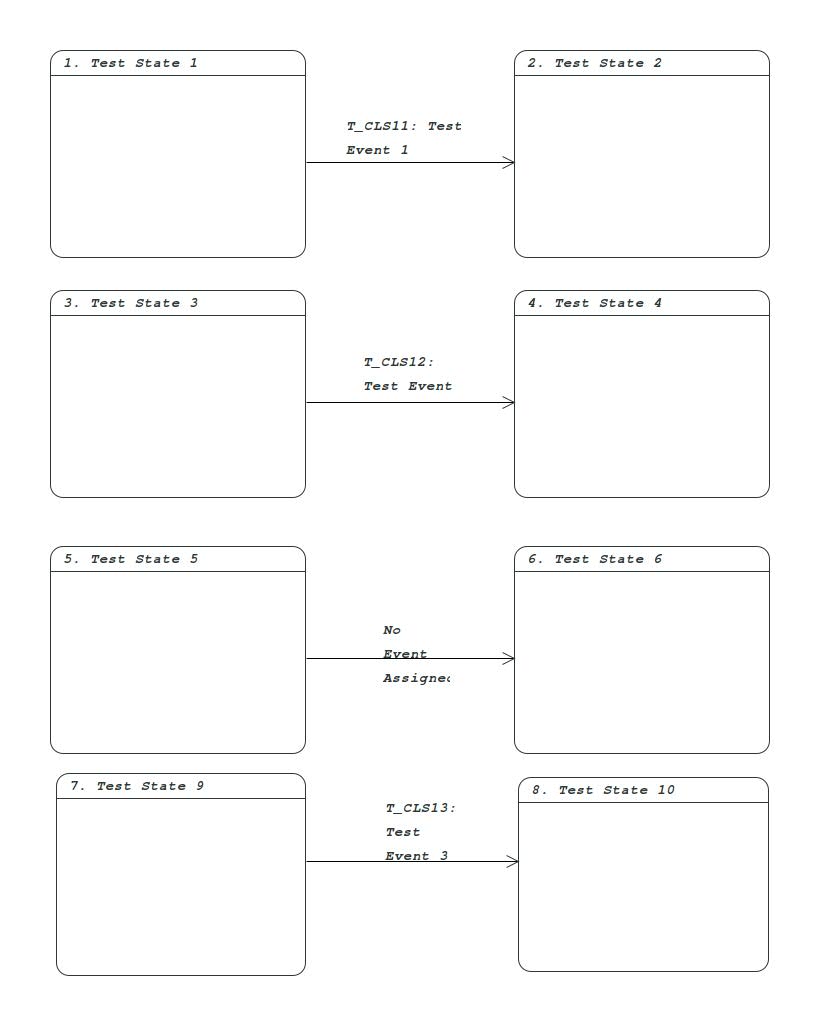 1. Test State 1
2. Test State 2
T_CLS11: Test
Event 1
3. Test State 3
4. Test State 4
T_CLS12:
Test Event
5. Test State 5
6. Test State 6
No
Event
Assigned
7. Test State 9
8. Test State 10
T_CLS13:
Test
Event 3